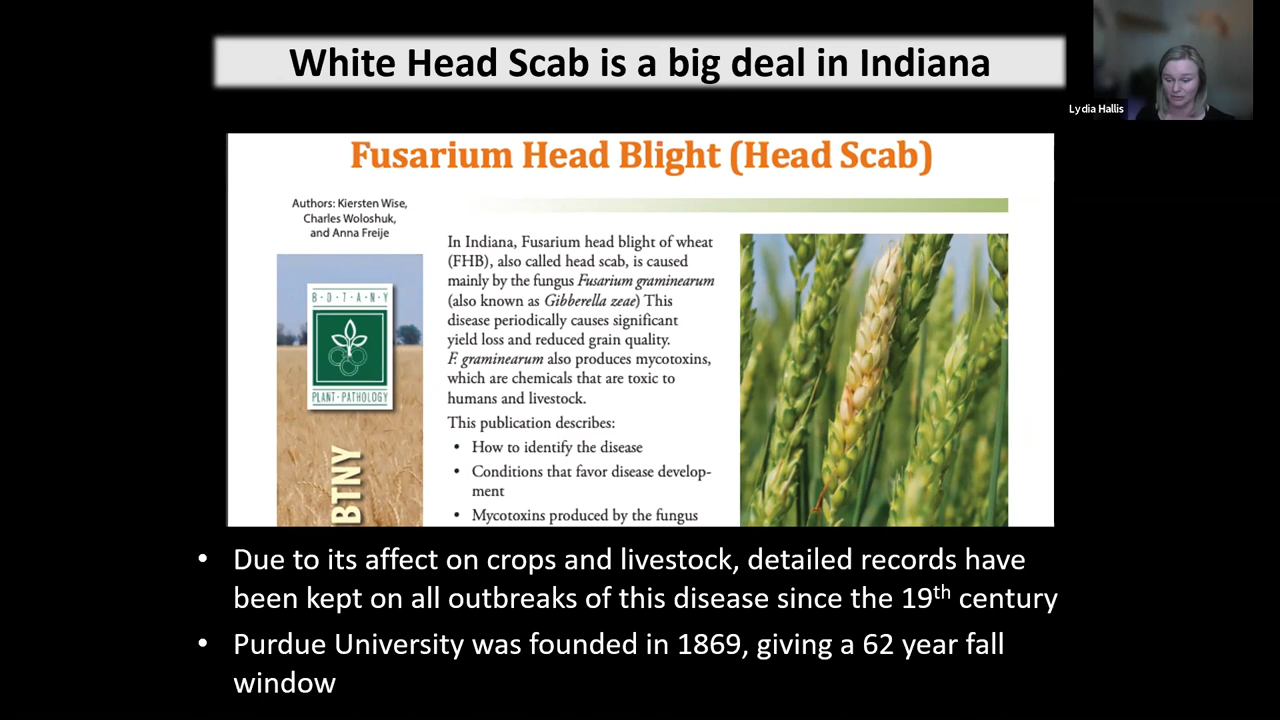 White Head Scab is a big deal in Indiana
Lydia Hallis
Fusarium Head Blight (Head Scab)
Authors: Kiersten Wise,
Charles Woloshuk,
and Anna Freije
B·O·T·A·N·Y
PLANT·PATHOLOGY
BTNY
In Indiana, Fusarium head blight of wheat
(FHB), also called head scab, is caused
mainly by the fungus Fusarium graminearum
(also known as Gibberella zeae) This
disease periodically causes significant
yield loss and reduced grain quality.
F. graminearum also produces mycotoxins,
which are chemicals that are toxic to
humans and livestock.
This publication describes:
• How to identify the disease
• Conditions that favor disease develop-
ment
• Mycotoxins produced by the fungus
• Due to its affect on crops and livestock, detailed records have
been kept on all outbreaks of this disease since the 19th century
• Purdue University was founded in 1869, giving a 62 year fall
window